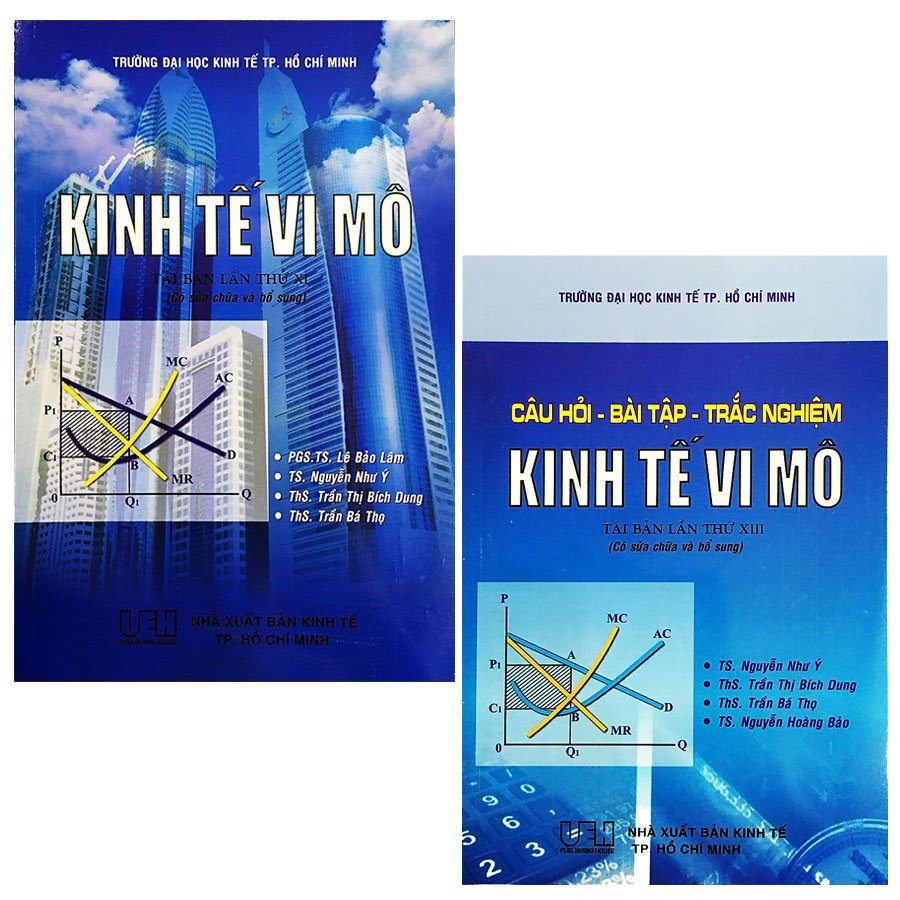 TRƯỜNG ĐẠI HỌC KINH TẾ TP. HỒ CHÍ MINH
KINH TẾ VI MÔ
TÁI BẢN LẦN THỨ XI
(Có sửa chữa và bổ sung)
P
MC
AC
P1
A
C1
B
D
MR
0
Q1
Q
• PGS.TS. Lê Bảo Lâm
• TS. Nguyễn Như Ý
• ThS. Trần Thị Bích Dung
• ThS. Trần Bá Thọ
UEH
PUBLISHING HOUSE
NHÀ XUẤT BẢN KINH TẾ
TP. HỒ CHÍ MINH
TRƯỜNG ĐẠI HỌC KINH TẾ TP. HỒ CHÍ MINH
CÂU HỎI - BÀI TẬP - TRẮC NGHIỆM
KINH TẾ VI MÔ
TÁI BẢN LẦN THỨ XIII
(Có sửa chữa và bổ sung)
P
MC
AC
P1
A
C1
B
D
MR
0
Q1
Q
• TS. Nguyễn Như Ý
• ThS. Trần Thị Bích Dung
• ThS. Trần Bá Thọ
• TS. Nguyễn Hoàng Bảo
UEH
PUBLISHING HOUSE
NHÀ XUẤT BẢN KINH TẾ
TP. HỒ CHÍ MINH